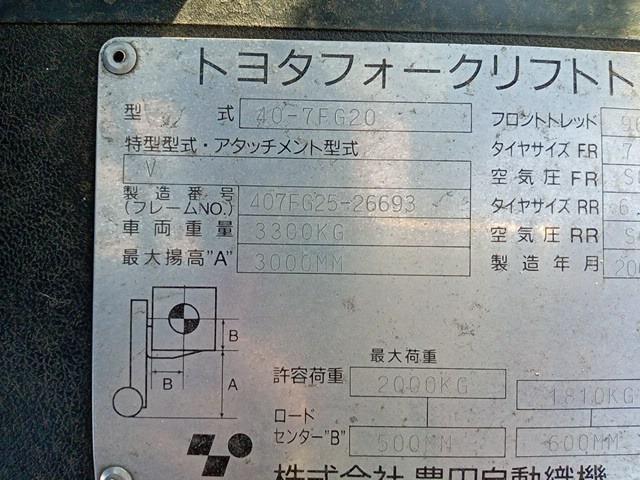 トヨタフォークリフト
型 式 40-7FG20 フロントトレッド 96
特型型式・アタッチメント型式 タイヤサイズ FR 7
V 空気圧 FR
製造番号 タイヤサイズ RR 6.
(フレームNO.) 407FG25-26693
車両重量 3300KG 空気圧 RR
最大揚高"A" 3000MM 製造年月 200
B
B A
最大荷重
許容荷重 2000KG 1810KG
ロード
センター"B" 500MM 600MM
株式会社 豊田自動織機